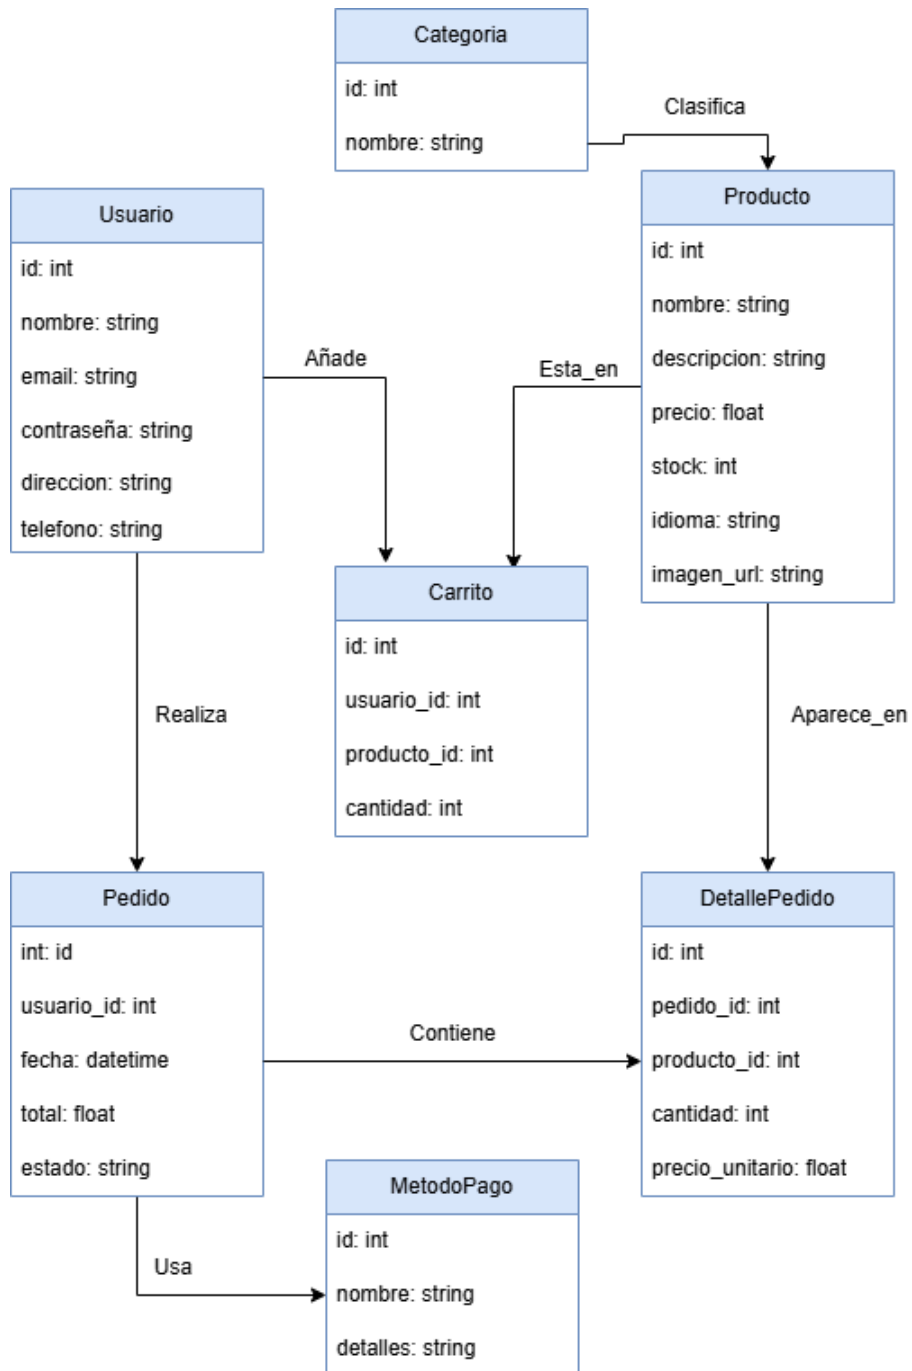 Categoria
id: int
nombre: string
Clasifica
Usuario
id: int
nombre: string
email: string
contraseña: string
direccion: string
telefono: string
Añade
Esta_en
Producto
id: int
nombre: string
descripcion: string
precio: float
stock: int
idioma: string
imagen_url: string
Carrito
id: int
usuario_id: int
producto_id: int
cantidad: int
Realiza
Aparece_en
Pedido
int: id
usuario_id: int
fecha: datetime
total: float
estado: string
Contiene
DetallePedido
id: int
pedido_id: int
producto_id: int
cantidad: int
precio_unitario: float
Usa
MetodoPago
id: int
nombre: string
detalles: string